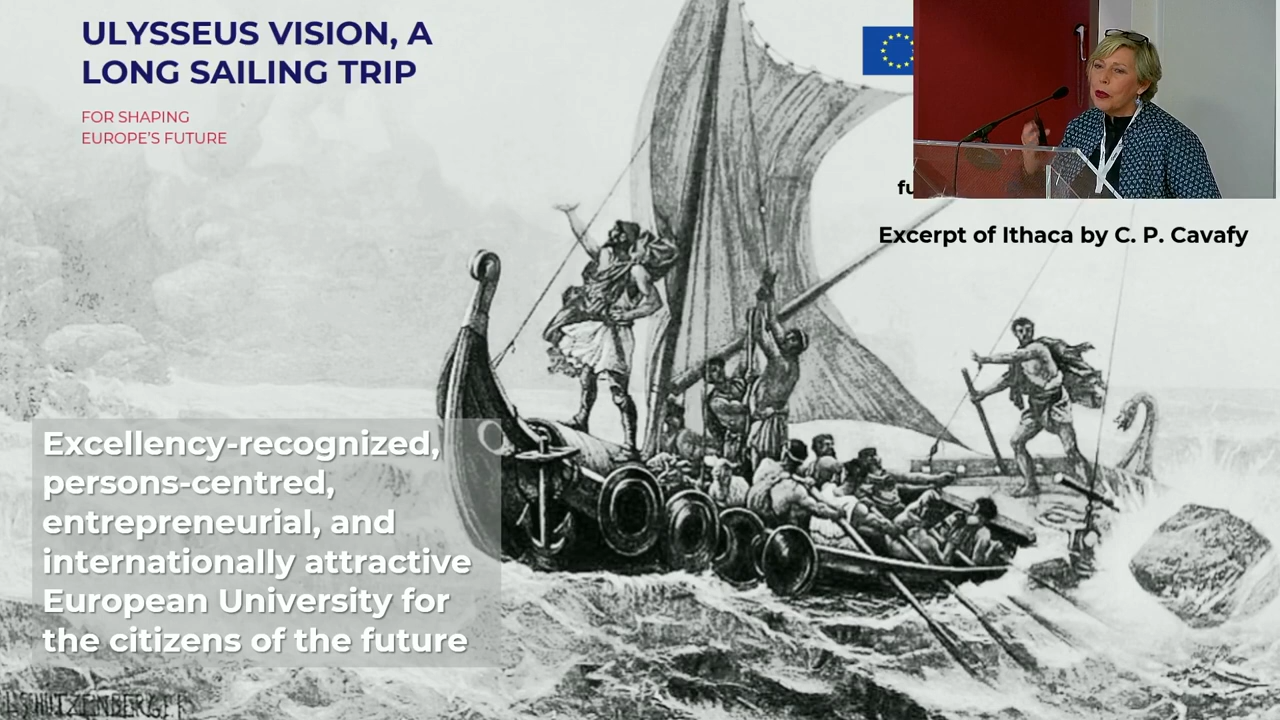 ULYSSEUS VISION, A
LONG SAILING TRIP
FOR SHAPING
EUROPE'S FUTURE
Excerpt of Ithaca by C. P. Cavafy
Excellency-recognized,
persons-centred,
entrepreneurial, and
internationally attractive
European University for
the citizens of the future